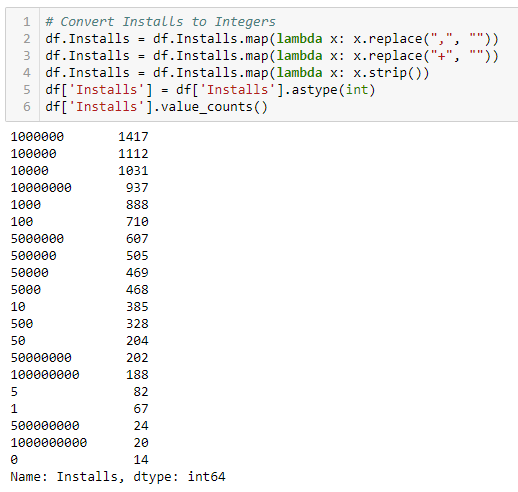 1 # Convert Installs to Integers
2 df.Installs = df.Installs.map(lambda x: x.replace(",", ""))
3 df.Installs = df.Installs.map(lambda x: x.replace("+", ""))
4 df.Installs = df.Installs.map(lambda x: x.strip())
5 df['Installs'] = df['Installs'].astype(int)
6 df['Installs'].value_counts()
1000000 1417
100000 1112
10000 1031
10000000 937
1000 888
100 710
5000000 607
500000 505
50000 469
5000 468
10 385
500 328
50 204
50000000 202
100000000 188
5 82
1 67
500000000 24
1000000000 20
0 14
Name: Installs, dtype: int64